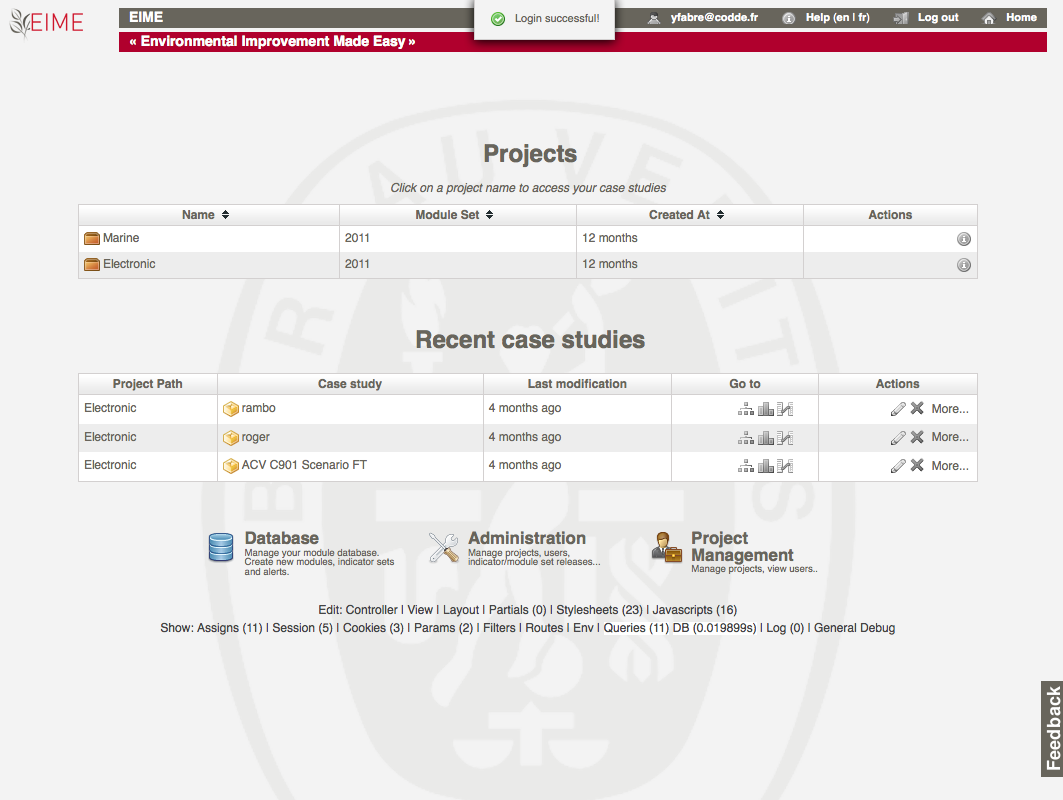 EIME
EIME
Login successful!
yfabre@codde.fr Help (en | fr) Log out Home
« Environmental Improvement Made Easy »
Projects
Click on a project name to access your case studies
Name Module Set Created At Actions
Marine 2011 12 months
Electronic 2011 12 months
Recent case studies
Project Path Case study Last modification Go to Actions
Electronic rambo 4 months ago More...
Electronic roger 4 months ago More...
Electronic ACV C901 Scenario FT 4 months ago More...
Database
Manage your module database.
Create new modules, indicator sets
and alerts.
Administration
Manage projects, users,
indicator/module set releases...
Project
Management
Manage projects, view users..
Edit: Controller | View | Layout | Partials (0) | Stylesheets (23) | Javascripts (16)
Show: Assigns (11) | Session (5) | Cookies (3) | Params (2) | Filters | Routes | Env | Queries (11) DB (0.019899s) | Log (0) | General Debug
Feedback
BUREAU VERITAS